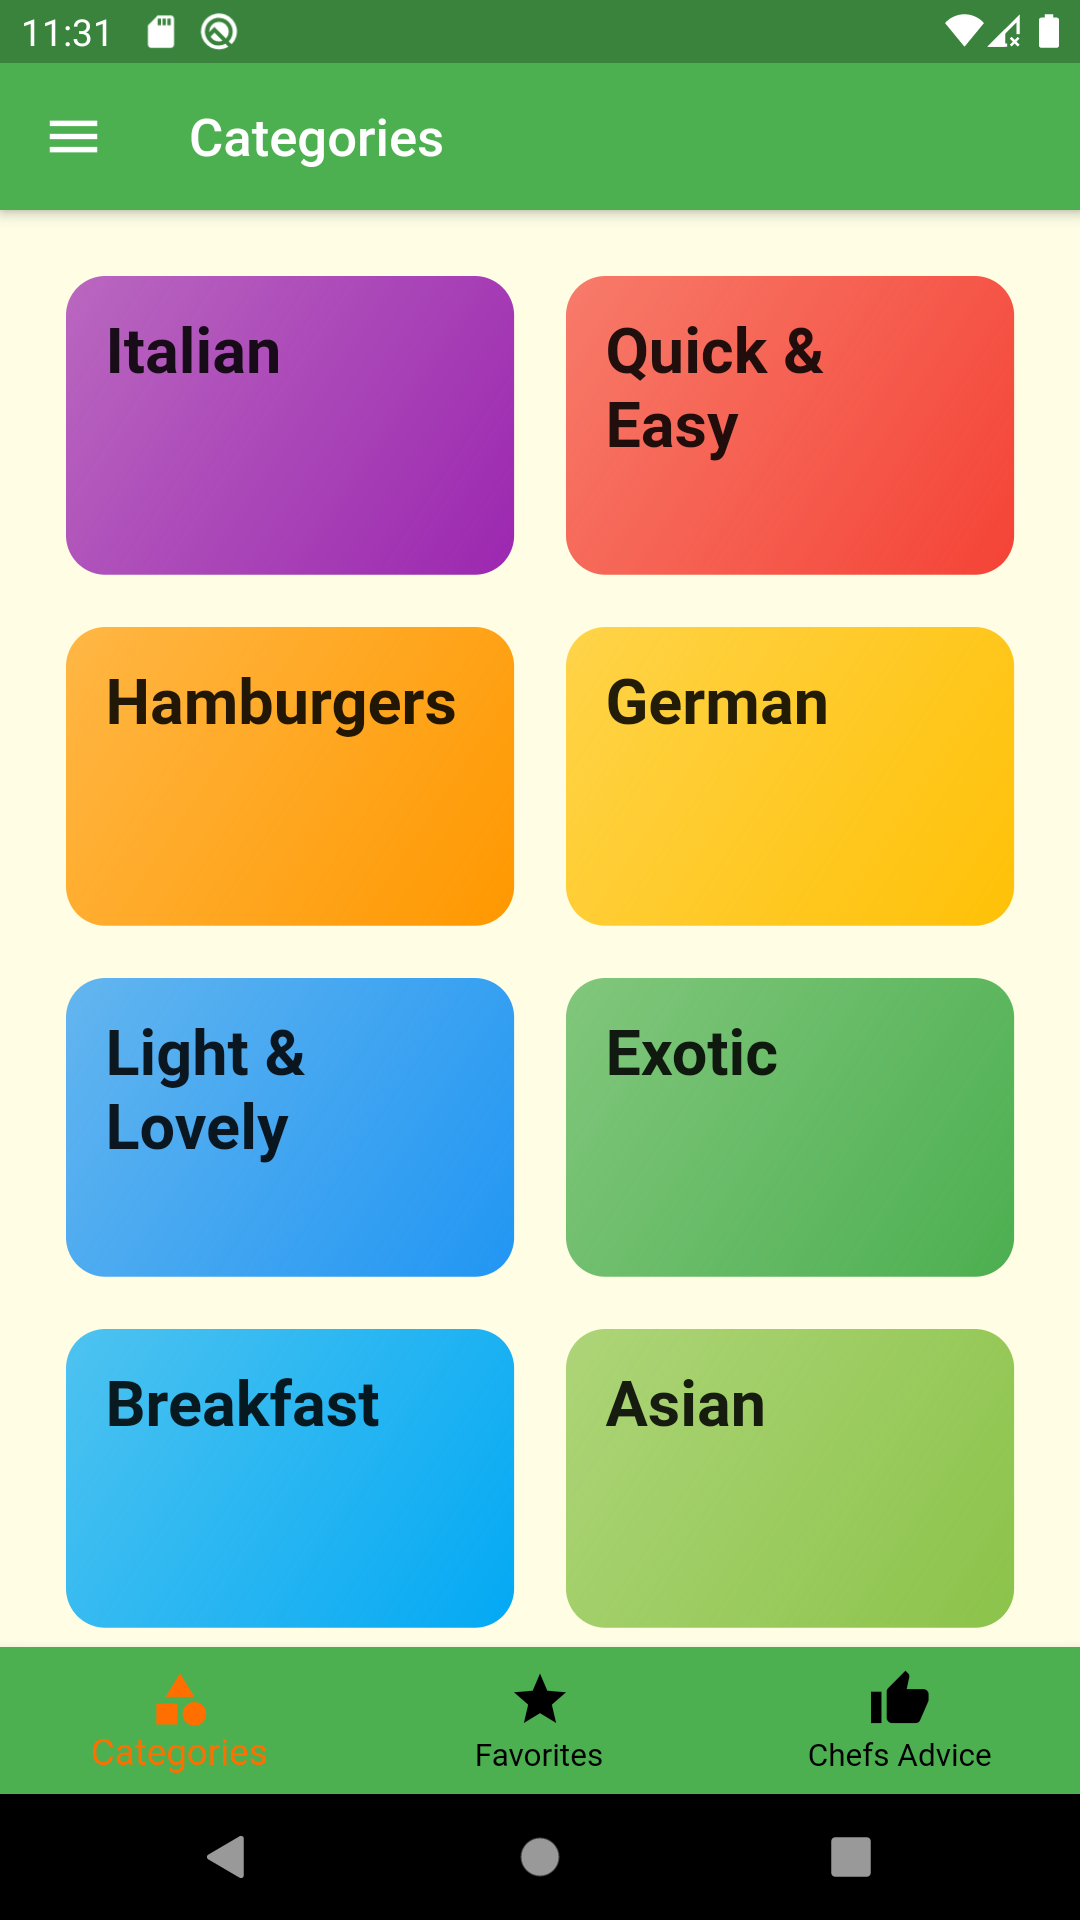 11:31
Categories
Italian
Quick &
Easy
Hamburgers
German
Light &
Lovely
Exotic
Breakfast
Asian
Categories
Favorites
Chefs Advice